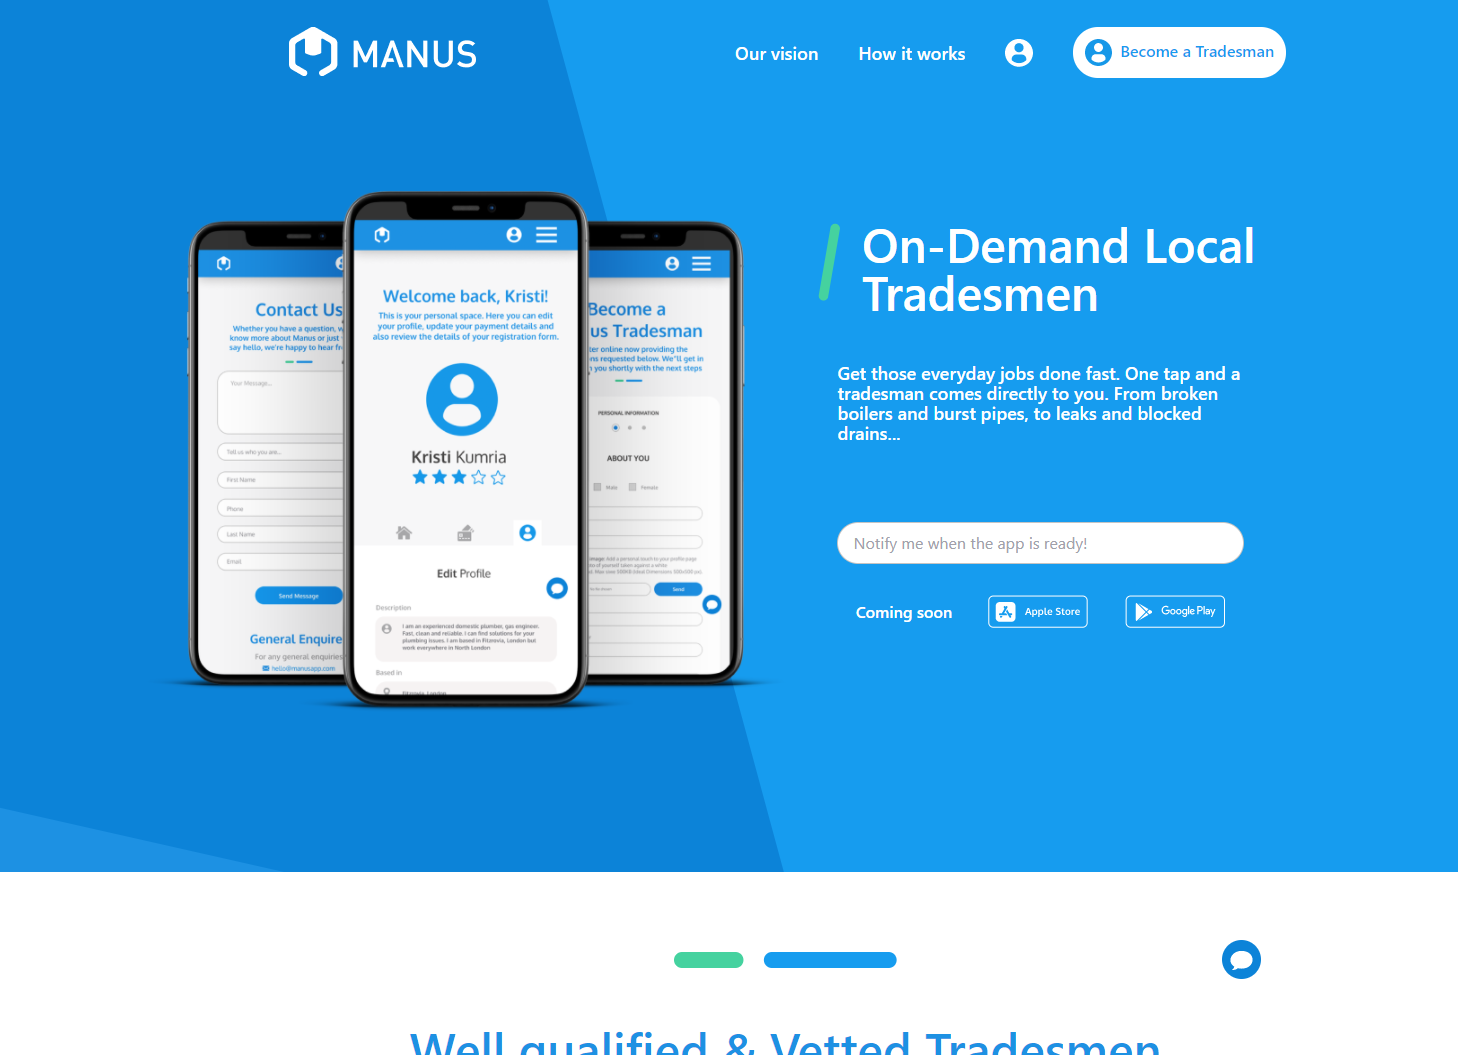 MANUS
Our vision
How it works
Become a Tradesman
On-Demand Local
Tradesmen
Get those everyday jobs done fast. One tap and a
tradesman comes directly to you. From broken
boilers and burst pipes, to leaks and blocked
drains...
Notify me when the app is ready!
Coming soon
Apple Store
Google Play
Contact Us
Whether you have a question,
know more about Manus or just
say hello, we're happy to hear
Your Message...
Tell us who you are...
First Name
Phone
Last Name
Email
Send Message
General Enquire
For any general enquiries
hello@manusapp.com
Welcome back, Kristi!
This is your personal space. Here you can edit
your profile, update your payment details and
also review the details of your registration form.
Kristi Kumria
Edit Profile
Description
I am an experienced domestic plumber, gas engineer.
Fast, clean and reliable. I can find solutions for your
plumbing issues. I am based in Fitzrovia, London but
work everywhere in North London
Based in
Fitzrovia, London
Become a
us Tradesman
ter online now providing the
ns requested below. We"ll get in
you shortly with the next steps
PERSONAL INFORMATION
ABOUT YOU
Male
Female
Send
Well qualified & Vetted Tradesmen